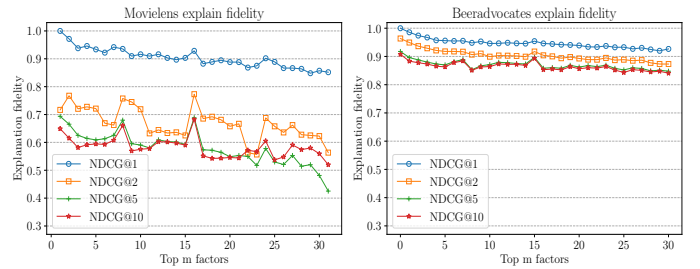 Movielens explain fidelity
Explanation fidelity
1.0
0.9
0.8
0.7
0.6
0.5
0.4
0.3
NDCG@1
NDCG@2
NDCG@5
NDCG@10
0 5 10 15 20 25 30
Top m factors
Beeradvocates explain fidelity
Explanation fidelity
1.0
0.9
0.8
0.7
0.6
0.5
0.4
0.3
NDCG@1
NDCG@2
NDCG@5
NDCG@10
0 5 10 15 20 25 30
Top m factors